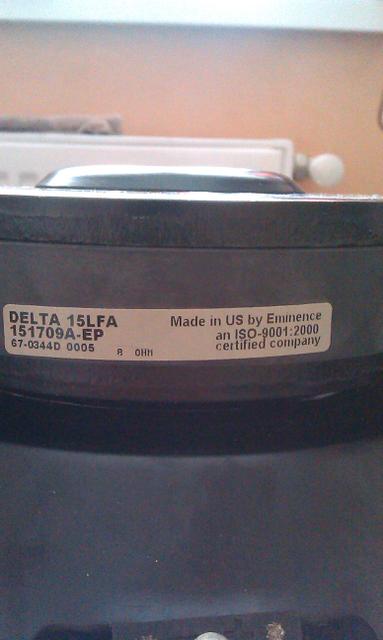 DELTA 15LFA
151709A-EP
67-0344D 0005 8 OHM
Made in US by Eminence
an ISO-9001:2000
certified company